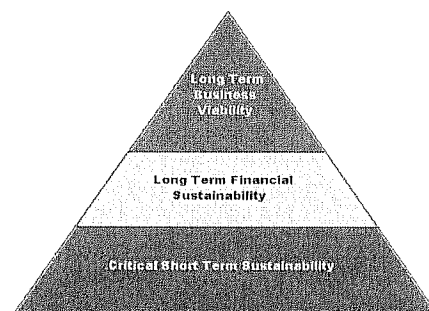 Long Term
Business
Viability
Long Term Financial
Sustainability
Critical Short Term Sustainability